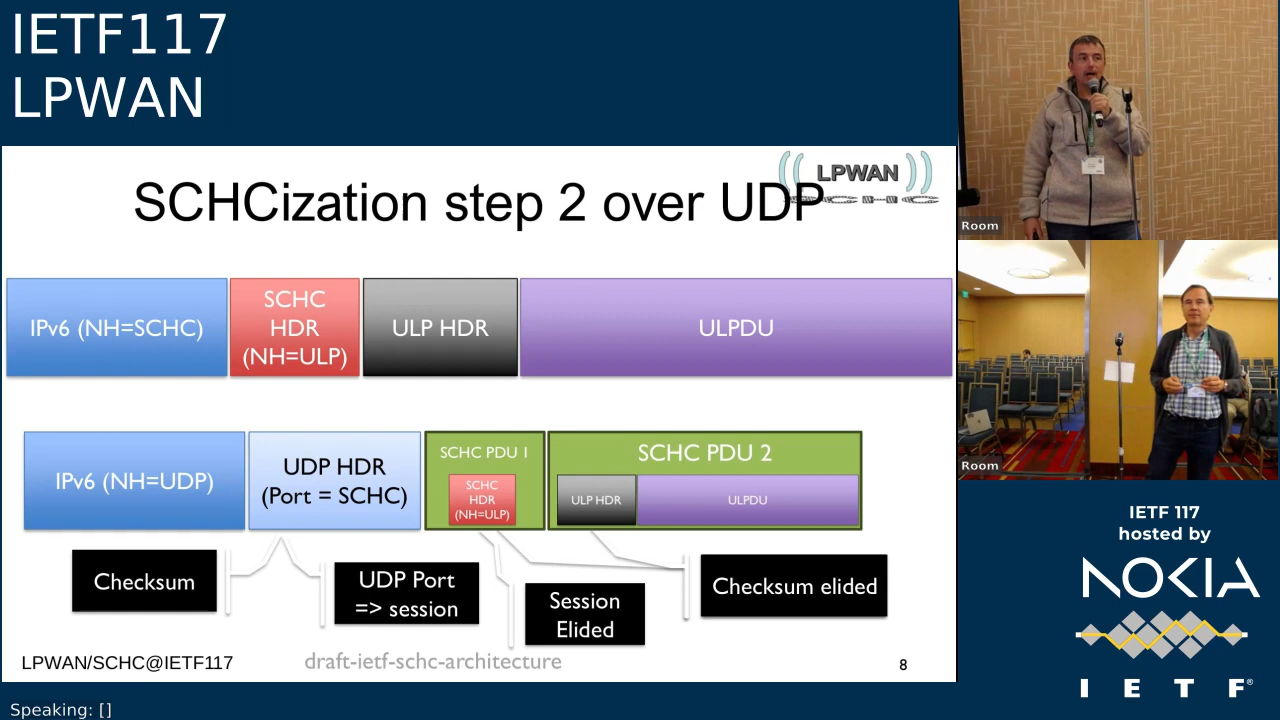 IETF117
LPWAN
LPWAN
SCHC
SCHCization step 2 over UDP
IPv6 (NH=SCHC)
SCHC
HDR
(NH=ULP)
ULP HDR
ULPDU
IPv6 (NH=UDP)
UDP HDR
(Port = SCHC)
SCHC PDU 1
SCHC
HDR
(NH=ULP)
SCHC PDU 2
ULP HDR
ULPDU
Checksum
UDP Port
=> session
Session
Elided
Checksum elided
LPWAN/SCHC@IETF117
draft-ietf-schc-architecture
8
Speaking: []
Room
Room
IETF 117
hosted by
NOKIA
I E T F®